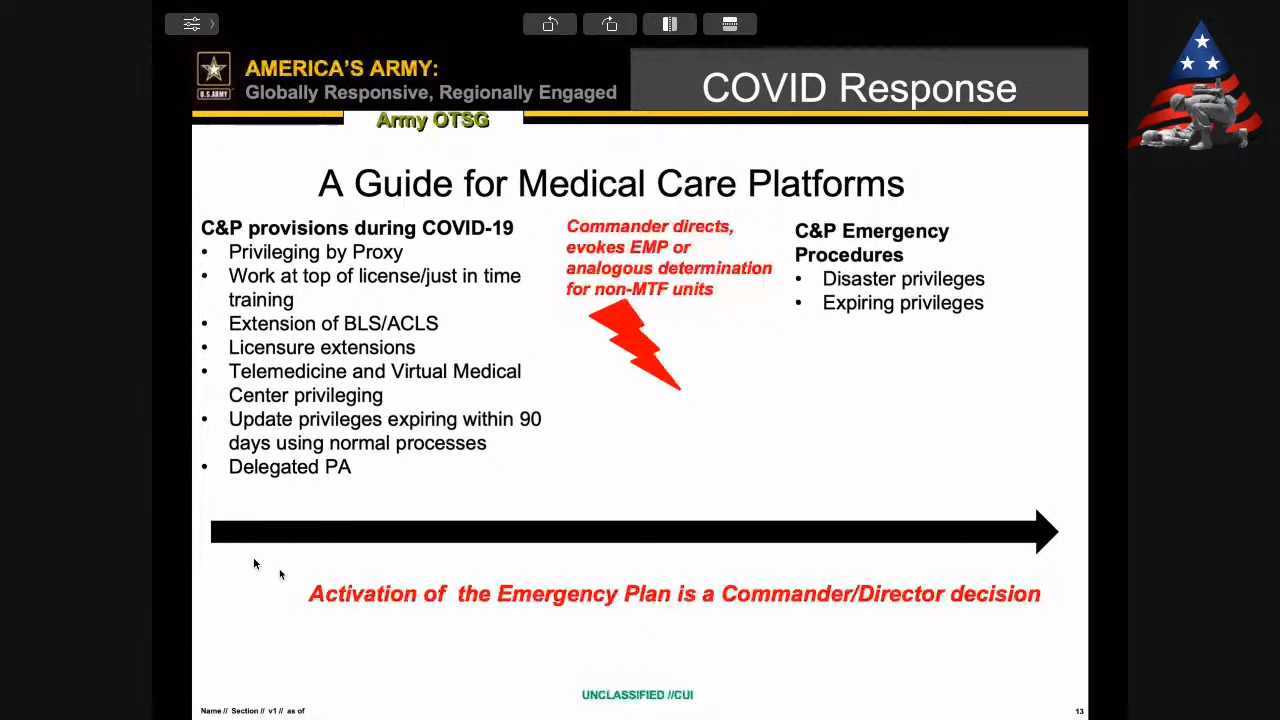 AMERICA'S ARMY:
Globally Responsive, Regionally Engaged
U.S.ARMY
COVID Response
Army OTSG
A Guide for Medical Care Platforms
C&P provisions during COVID-19
• Privileging by Proxy
• Work at top of license/just in time
training
• Extension of BLS/ACLS
• Licensure extensions
• Telemedicine and Virtual Medical
Center privileging
• Update privileges expiring within 90
days using normal processes
• Delegated PA
Commander directs,
evokes EMP or
analogous determination
for non-MTF units
C&P Emergency
Procedures
• Disaster privileges
• Expiring privileges
Activation of the Emergency Plan is a Commander/Director decision
UNCLASSIFIED //CUI
Name // Section // v1 // as of
13